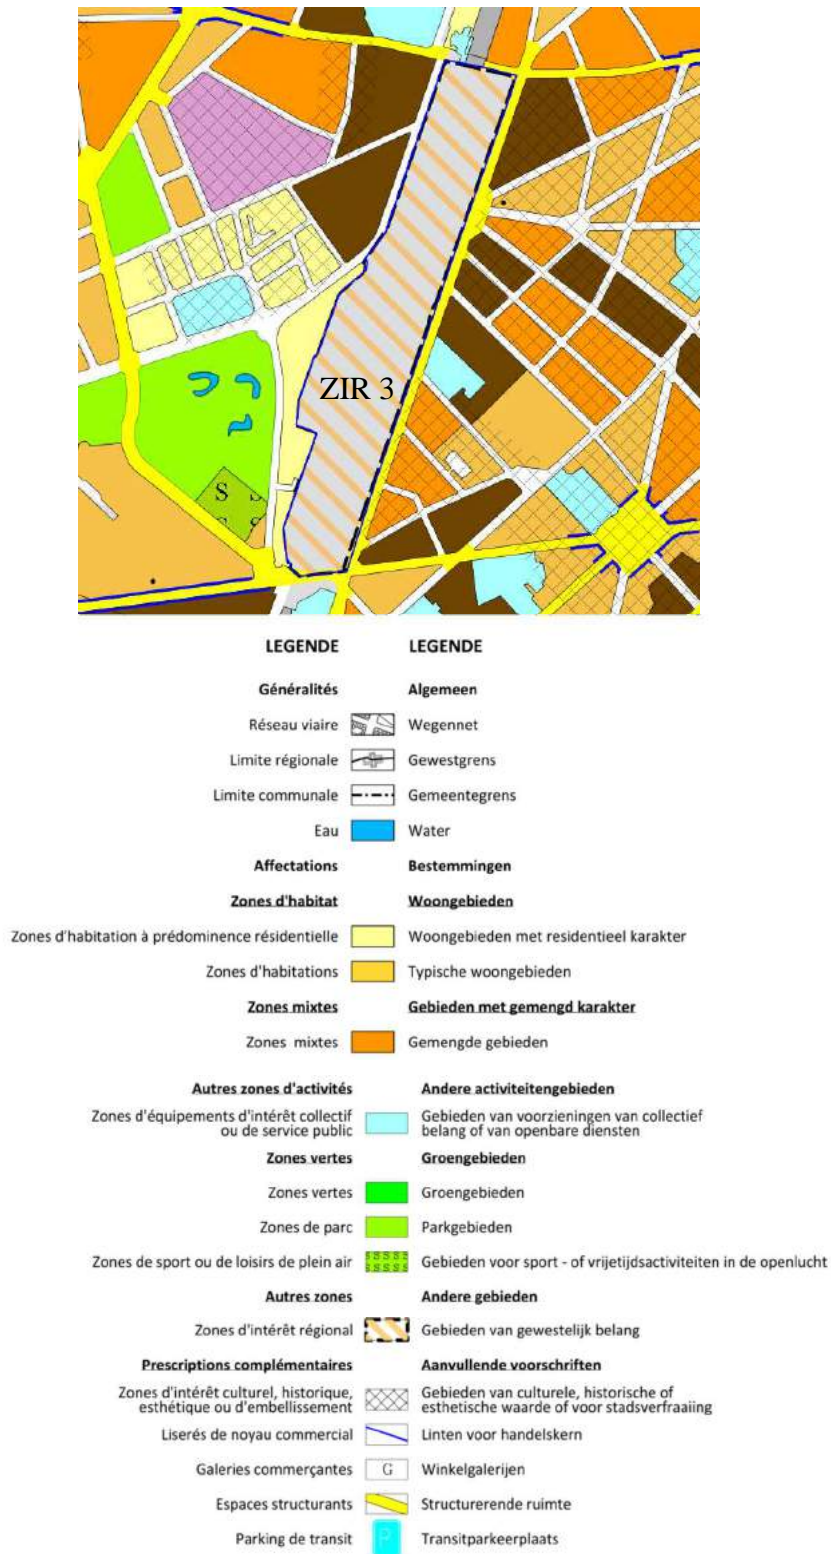 ZIR 3
S S
S S
LEGENDE LEGENDE
Généralités Algemeen
Réseau viaire Wegennet
Limite régionale Gewestgrens
Limite communale Gemeentegrens
Eau Water
Affectations Bestemmingen
Zones d'habitat Woongebieden
Zones d'habitation à prédominence résidentielle Woongebieden met residentieel karakter
Zones d'habitations Typische woongebieden
Zones mixtes Gebieden met gemengd karakter
Zones mixtes Gemengde gebieden
Autres zones d'activités Andere activiteitengebieden
Zones d'équipements d'intérêt collectif Gebieden van voorzieningen van collectief
ou de service public belang of van openbare diensten
Zones vertes Groengebieden
Zones vertes Groengebieden
Zones de parc Parkgebieden
Zones de sport ou de loisirs de plein air Gebieden voor sport - of vrijetijdsactiviteiten in de openlucht
Autres zones Andere gebieden
Zones d'intérêt régional Gebieden van gewestelijk belang
Prescriptions complémentaires Aanvullende voorschriften
Zones d'intérêt culturel, historique, Gebieden van culturele, historische of
esthétique ou d'embellissement esthetische waarde of voor stadsverfraaiing
Liserés de noyau commercial Linten voor handelskern
Galeries commerçantes G Winkelgalerijen
Espaces structurants Structurerende ruimte
Parking de transit P Transitparkeerplaats